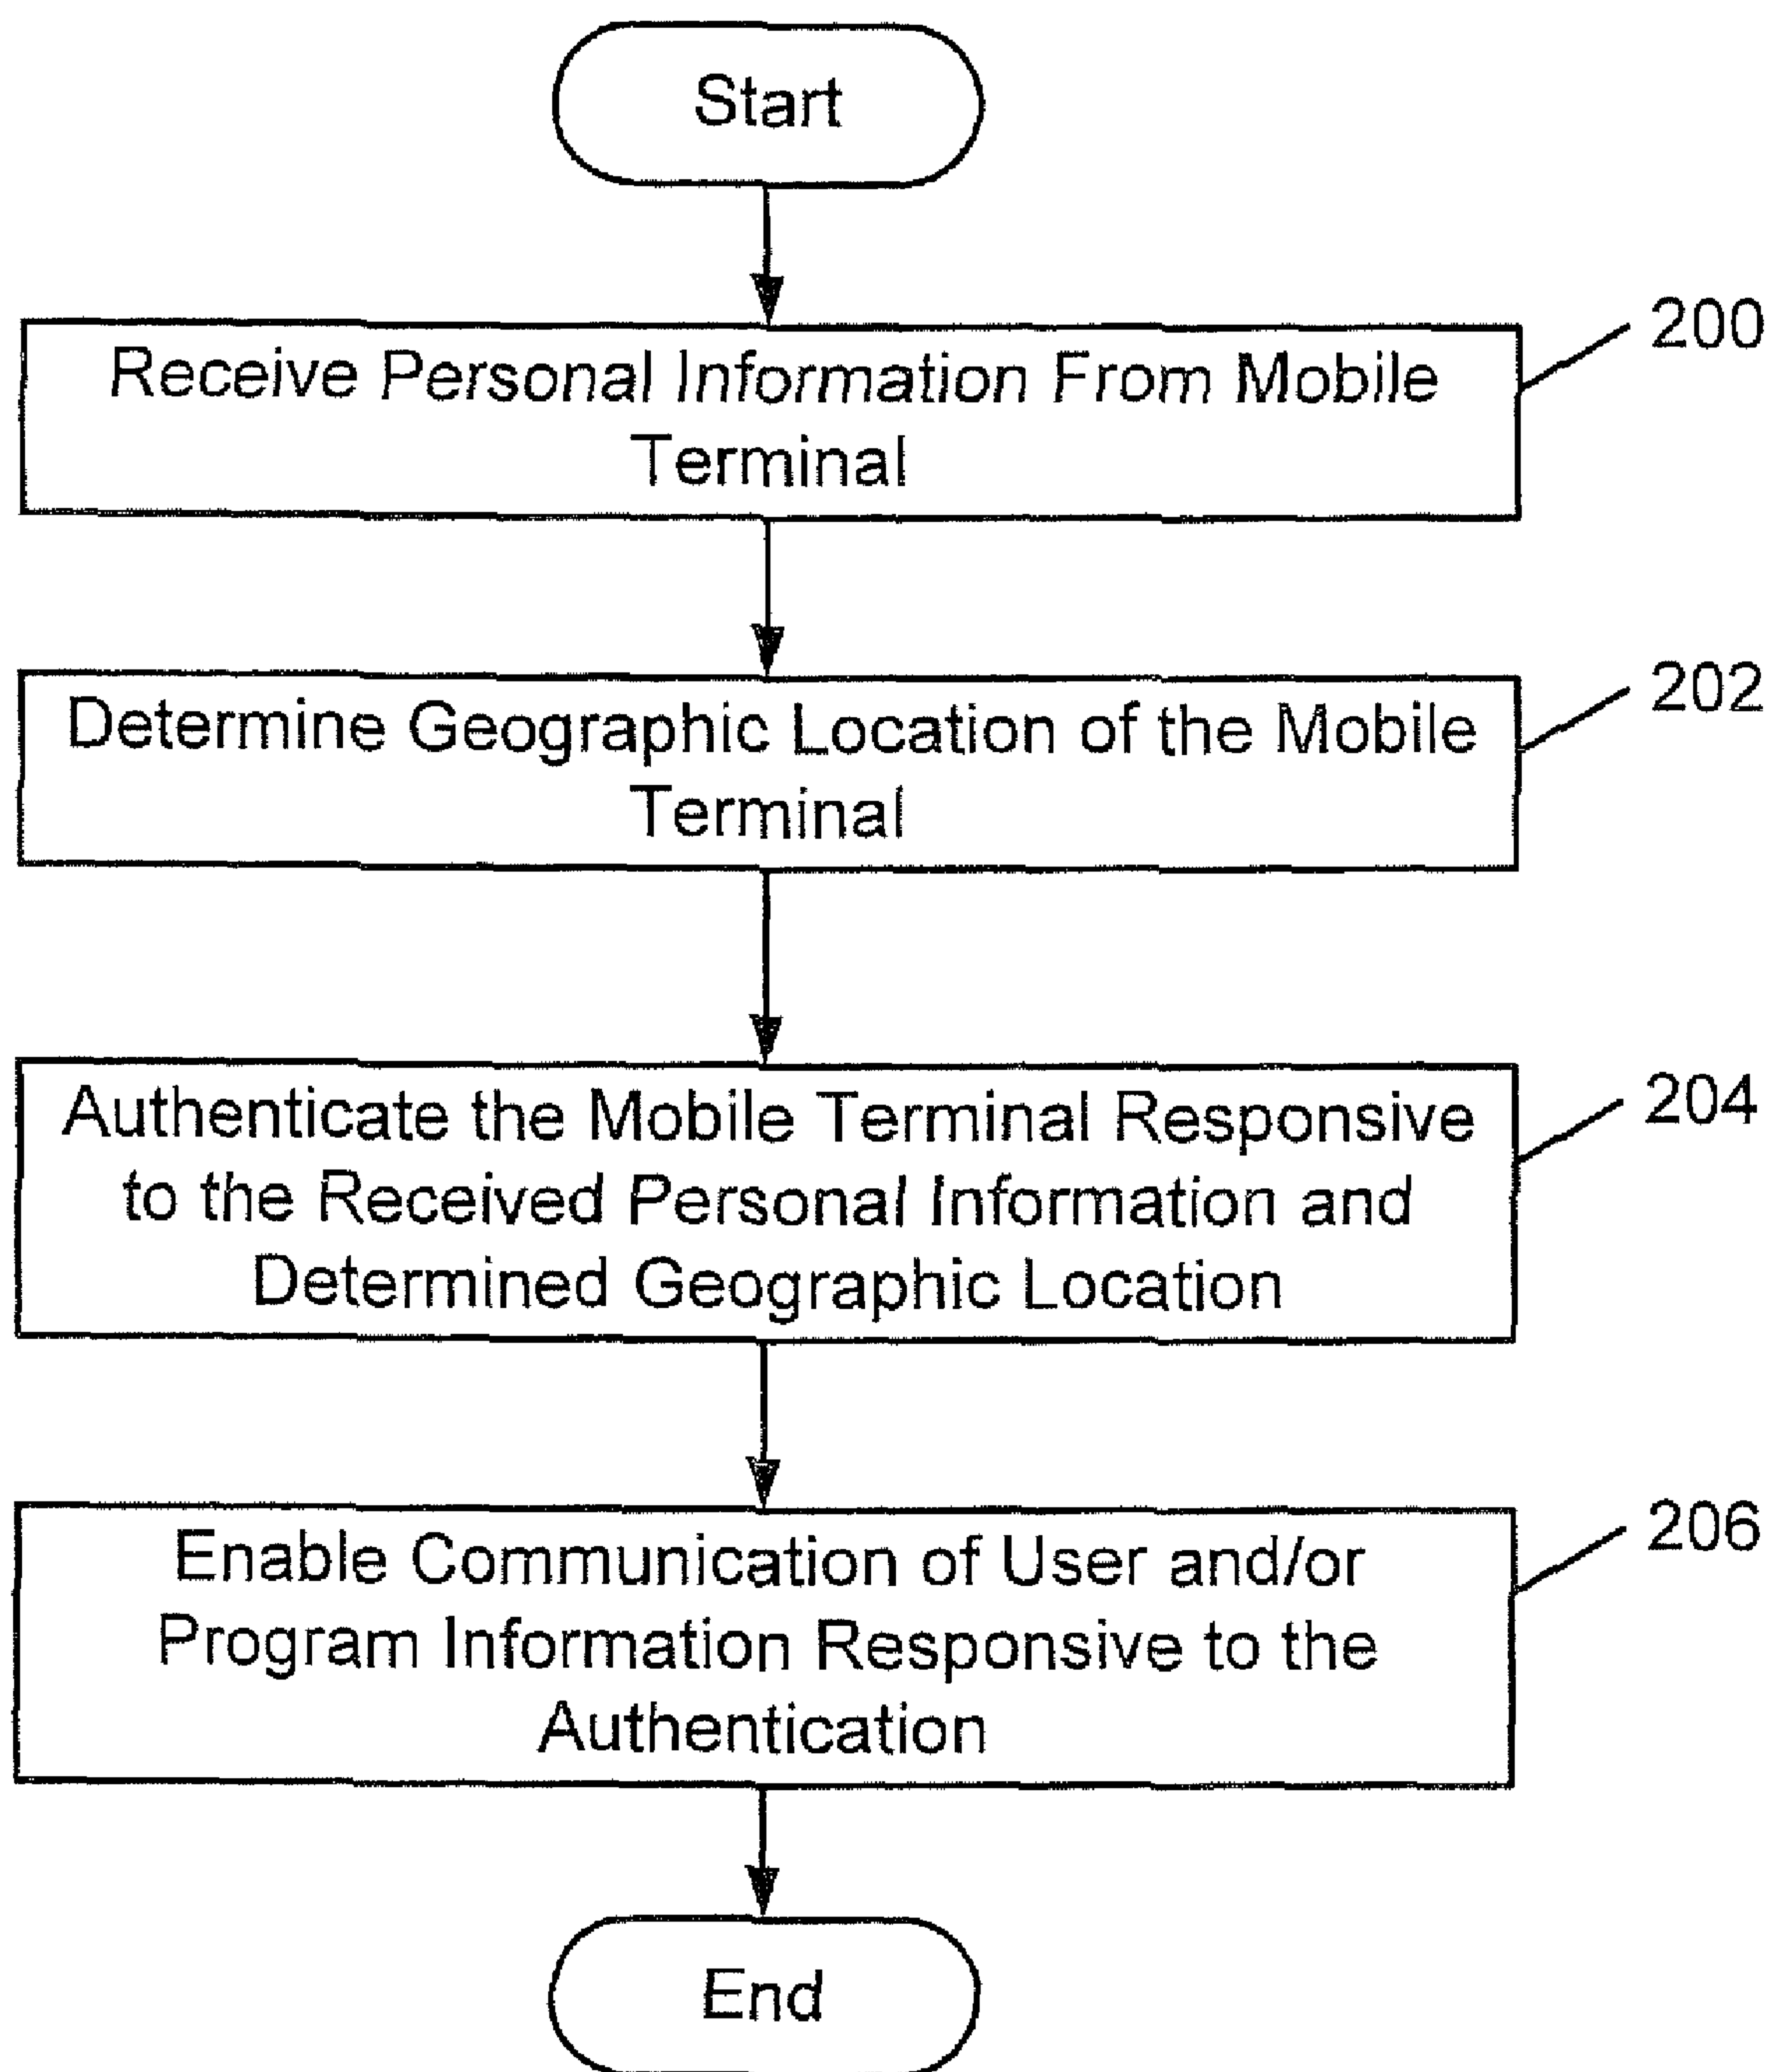 Start
200
Receive Personal Information From Mobile
Terminal
202
Determine Geographic Location of the Mobile
Terminal
204
Authenticate the Mobile Terminal Responsive
to the Received Personal Information and
Determined Geographic Location
206
Enable Communication of User and/or
Program Information Responsive to the
Authentication
End